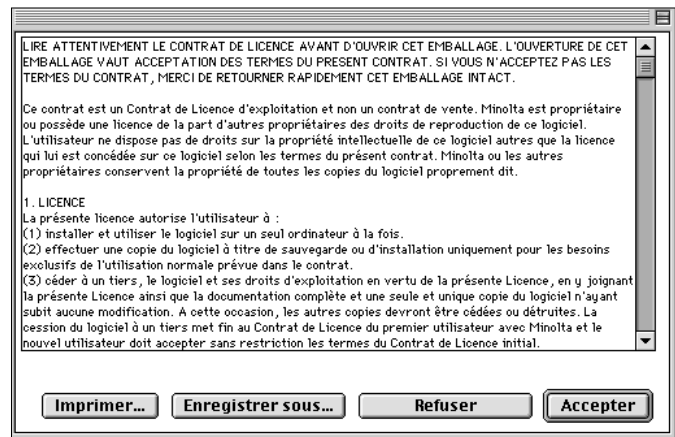 LIRE ATTENTIVEMENT LE CONTRAT DE LICENCE AVANT D'OUVRIR CET EMBALLAGE. L'OUVERTURE DE CET
EMBALLAGE VAUT ACCEPTATION DES TERMES DU PRESENT CONTRAT. SI VOUS N'ACCEPTEZ PAS LES
TERMES DU CONTRAT, MERCI DE RETOURNER RAPIDEMENT CET EMBALLAGE INTACT.
Ce contrat est un Contrat de Licence d'exploitation et non un contrat de vente. Minolta est propriétaire
ou possède une licence de la part d'autres propriétaires des droits de reproduction de ce logiciel.
L'utilisateur ne dispose pas de droits sur la propriété intellectuelle de ce logiciel autres que la licence
qui lui est concédée sur ce logiciel selon les termes du présent contrat. Minolta ou les autres
propriétaires conservent la propriété de toutes les copies du logiciel proprement dit.
1. LICENCE
La présente licence autorise l'utilisateur à :
(1) installer et utiliser le logiciel sur un seul ordinateur à la fois.
(2) effectuer une copie du logiciel à titre de sauvegarde ou d'installation uniquement pour les besoins
exclusifs de l'utilisation normale prévue dans le contrat.
(3) céder à un tiers, le logiciel et ses droits d'exploitation en vertu de la présente Licence, en y joignant
la présente Licence ainsi que la documentation complète et une seule et unique copie du logiciel n'ayant
subit aucune modification. A cette occasion, les autres copies devront être cédées ou détruites. La
cession du logiciel à un tiers met fin au Contrat de Licence du premier utilisateur avec Minolta et le
nouvel utilisateur doit accepter sans restriction les termes du Contrat de Licence initial.
Imprimer... Enregistrer sous... Refuser Accepter